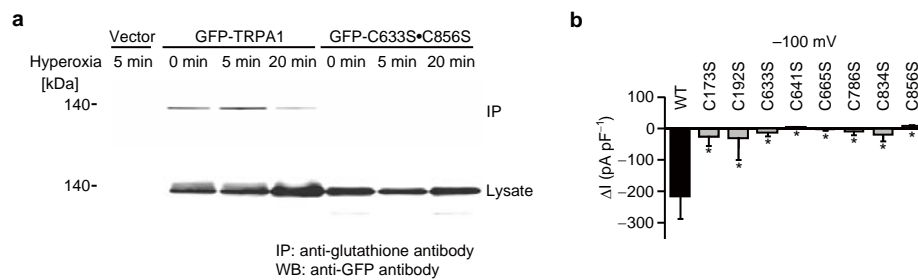 a
Vector GFP-TRPA1 GFP-C633S•C856S
Hyperoxia 5 min 0 min 5 min 20 min 0 min 5 min 20 min
[kDa]
140-
IP
140-
Lysate
IP: anti-glutathione antibody
WB: anti-GFP antibody
b
−100 mV
WT C173S C192S C633S C641S C665S C786S C834S C856S
100
0
−100
−200
−300
ΔI (pA pF⁻¹)
* * * * * * * *